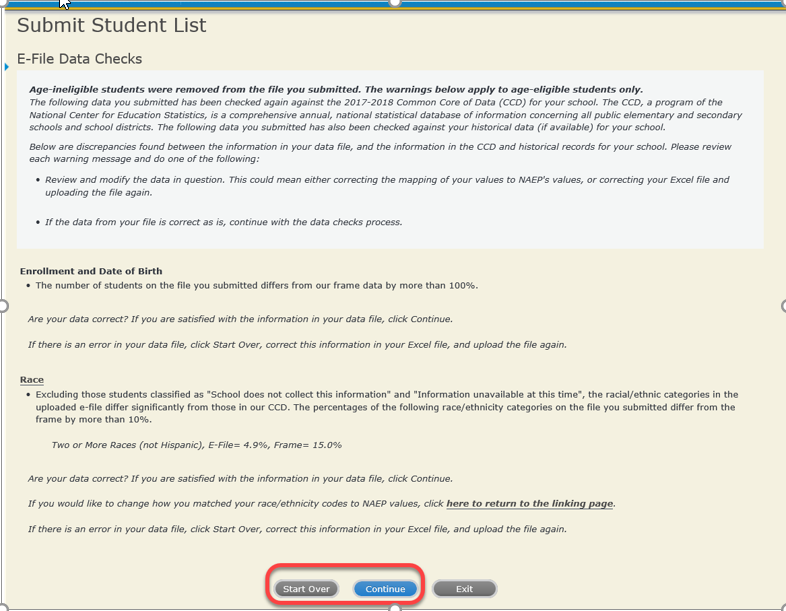 Submit Student List
E-File Data Checks
Age-ineligible students were removed from the file you submitted. The warnings below apply to age-eligible students only.
The following data you submitted has been checked again against the 2017-2018 Common Core of Data (CCD) for your school. The CCD, a program of the
National Center for Education Statistics, is a comprehensive annual, national statistical database of information concerning all public elementary and secondary
schools and school districts. The following data you submitted has also been checked against your historical data (if available) for your school.
Below are discrepancies found between the information in your data file, and the information in the CCD and historical records for your school. Please review
each warning message and do one of the following:
• Review and modify the data in question. This could mean either correcting the mapping of your values to NAEP's values, or correcting your Excel file and
uploading the file again.
• If the data from your file is correct as is, continue with the data checks process.
Enrollment and Date of Birth
• The number of students on the file you submitted differs from our frame data by more than 100%.
Are your data correct? If you are satisfied with the information in your data file, click Continue.
If there is an error in your data file, click Start Over, correct this information in your Excel file, and upload the file again.
Race
• Excluding those students classified as "School does not collect this information" and "Information unavailable at this time", the racial/ethnic categories in the
uploaded e-file differ significantly from those in our CCD. The percentages of the following race/ethnicity categories on the file you submitted differ from the
frame by more than 10%.
Two or More Races (not Hispanic), E-File= 4.9%, Frame= 15.0%
Are your data correct? If you are satisfied with the information in your data file, click Continue.
If you would like to change how you matched your race/ethnicity codes to NAEP values, click here to return to the linking page.
If there is an error in your data file, click Start Over, correct this information in your Excel file, and upload the file again.
Start Over Continue Exit